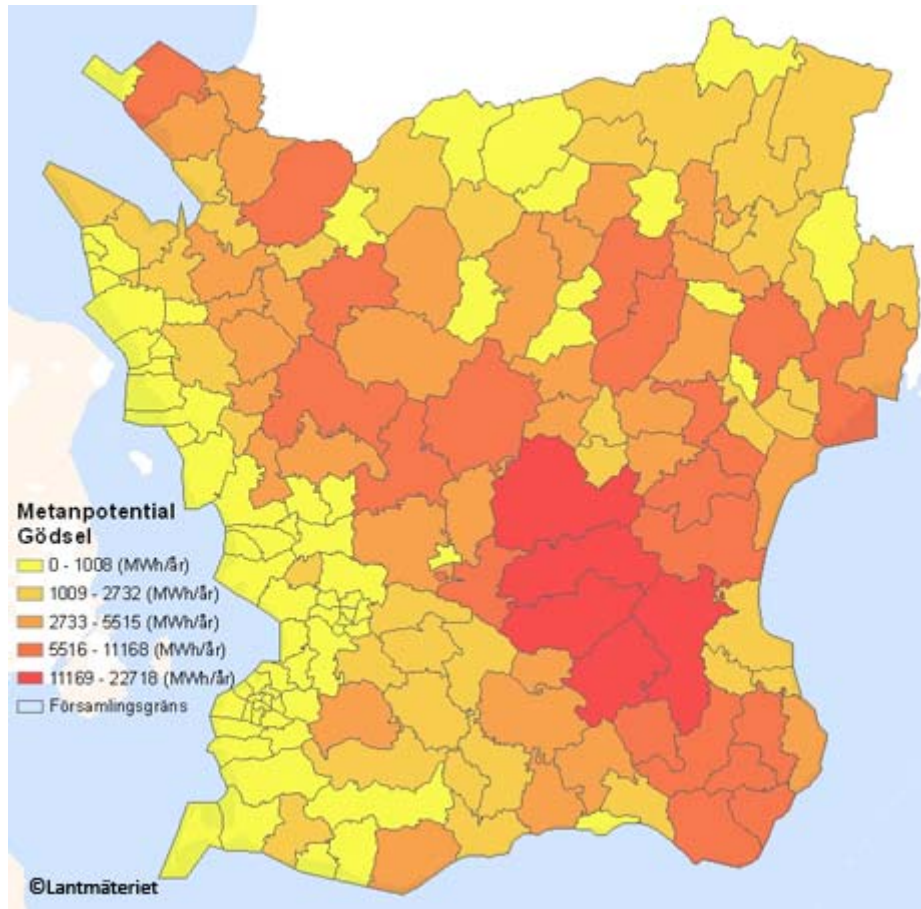 Metanpotential
Gödsel
0 - 1008 (MWh/år)
1009 - 2732 (MWh/år)
2733 - 5515 (MWh/år)
5516 - 11168 (MWh/år)
11169 - 22718 (MWh/år)
Församlingsgräns
©Lantmäteriet